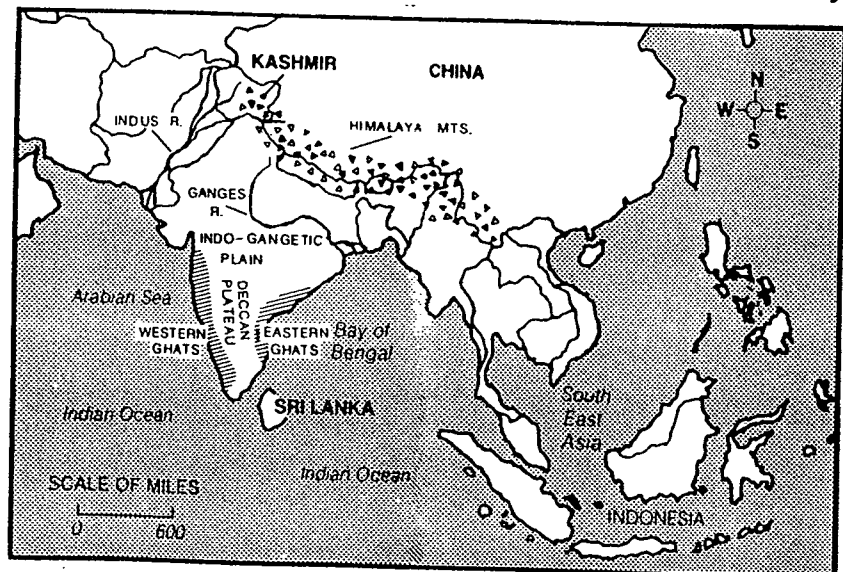 KASHMIR
CHINA
N
W E
S
INDUS R.
HIMALAYA MTS.
GANGES
R.
INDO-GANGETIC
PLAIN
DECCAN
PLATEAU
Arabian Sea
WESTERN
GHATS
EASTERN
GHATS
Bay of
Bengal
SRI LANKA
Indian Ocean
South
East
Asia
Indian Ocean
SCALE OF MILES
0 600
INDONESIA